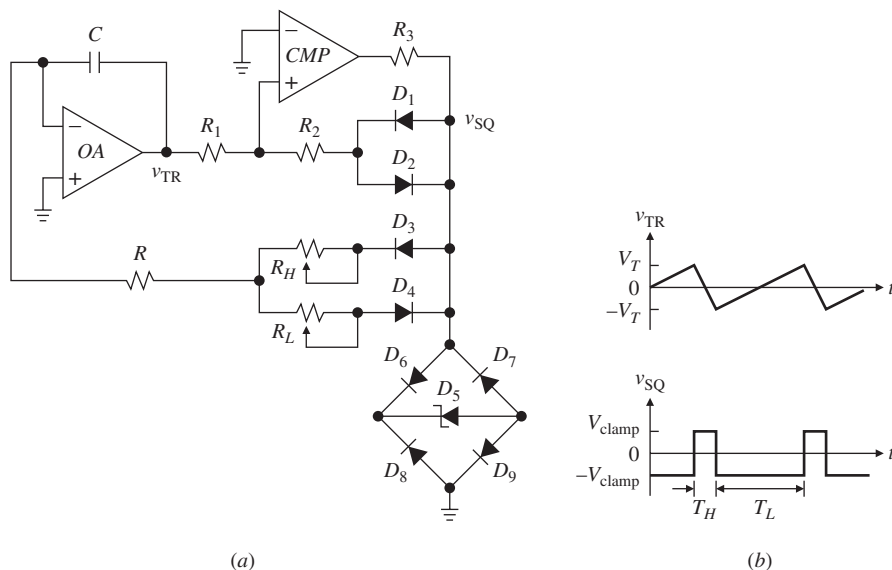 C
R3
CMP
−
+
D1
R1
R2
vSQ
−
OA
+
vTR
D2
D3
R
RH
D4
RL
D6
D7
D5
D8
D9
(a)
vTR
VT
0
−VT
t
vSQ
Vclamp
0
−Vclamp
t
TH
TL
(b)